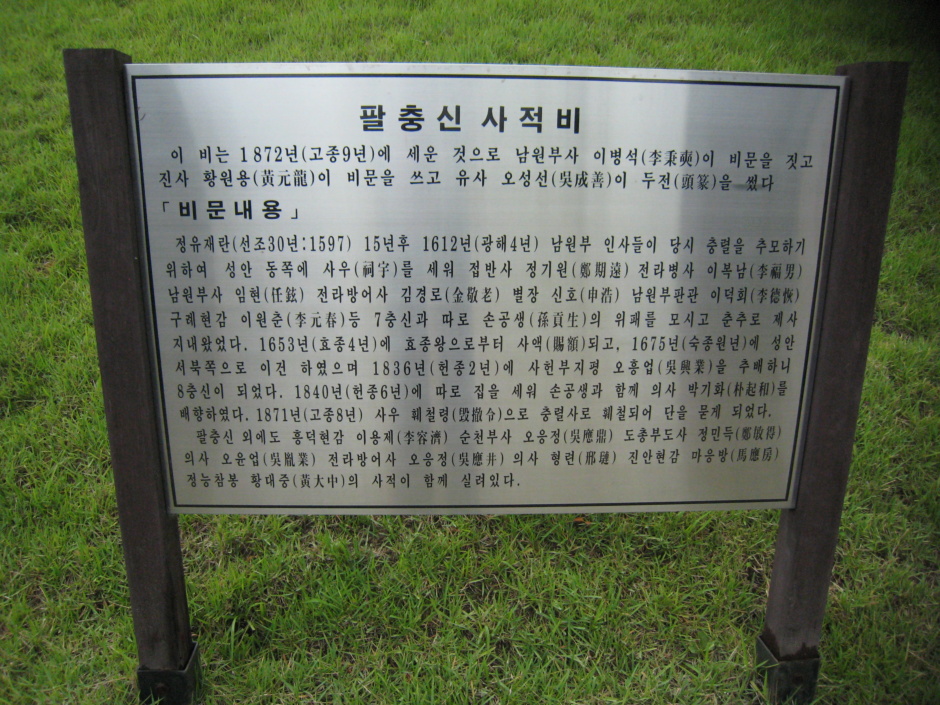 팔충신 사적비
이 비는 1872년(고종9년)에 세운 것으로 남원부사 이병석(李秉奭)이 비문을 짓고
진사 황원용(黃元龍)이 비문을 쓰고 유사 오성선(吳成善)이 두전(頭篆)을 썼다
「비문내용」
정유재란(선조30년:1597) 15년후 1612년(광해4년) 남원부 인사들이 당시 충렬을 추모하기
위하여 성안 동쪽에 사우(祠宇)를 세워 접반사 정기원(鄭期遠) 전라병사 이복남(李福男)
남원부사 임현(任鉉) 전라방어사 김경로(金敬老) 별장 신호(申浩) 남원부판관 이덕회(李德恢)
구례현감 이원춘(李元春)등 7충신과 따로 손공생(孫貢生)의 위패를 모시고 춘추로 제사
지내왔었다. 1653년(효종4년)에 효종왕으로부터 사액(賜額)되고, 1675년(숙종원년)에 성안
서북쪽으로 이건 하였으며 1836년(헌종2년)에 사헌부지평 오흥업(吳興業)을 추배하니
8충신이 되었다. 1840년(헌종6년)에 따로 집을 세워 손공생과 함께 의사 박기화(朴起和)를
배향하였다. 1871년(고종8년) 사우 훼철령(毁撤令)으로 충렬사로 훼철되어 단을 묻게 되었다.
팔충신 외에도 흥덕현감 이용제(李容濟) 순천부사 오응정(吳應鼎) 도총부도사 정민득(鄭敏得)
의사 오윤업(吳胤業) 전라방어사 오응정(吳應井) 의사 형련(邢璉) 진안현감 마응방(馬應房)
정능참봉 황대중(黃大中)의 사적이 함께 실려있다.